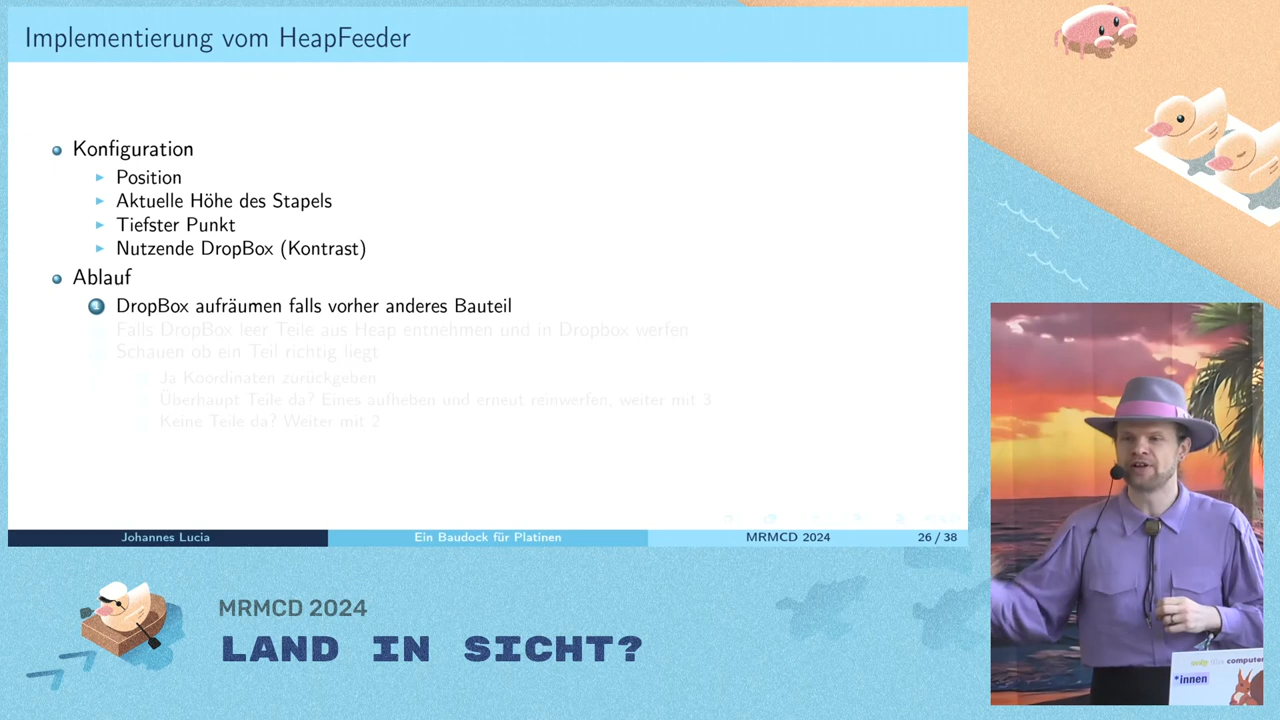 Implementierung vom HeapFeeder
Konfiguration
Position
Aktuelle Höhe des Stapels
Tiefster Punkt
Nutzende DropBox (Kontrast)
Ablauf
1 DropBox aufräumen falls vorher anderes Bauteil
Falls DropBox leer Teile aus Heap entnehmen und in Dropbox werfen
Schauen ob ein Teil richtig liegt
Ja Koordinaten zurückgeben
Überhaupt Teile da? Eines aufheben und erneut reinwerfen, weiter mit 3
Keine Teile da? Weiter mit 2
Johannes Lucia
Ein Baudock für Platinen
MRMCD 2024
26 / 38
MRMCD 2024
LAND IN SICHT?
computer
*innen